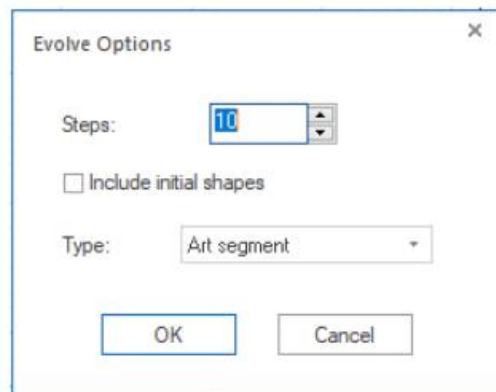 Evolve Options
Steps: 10
Include initial shapes
Type: Art segment
OK Cancel